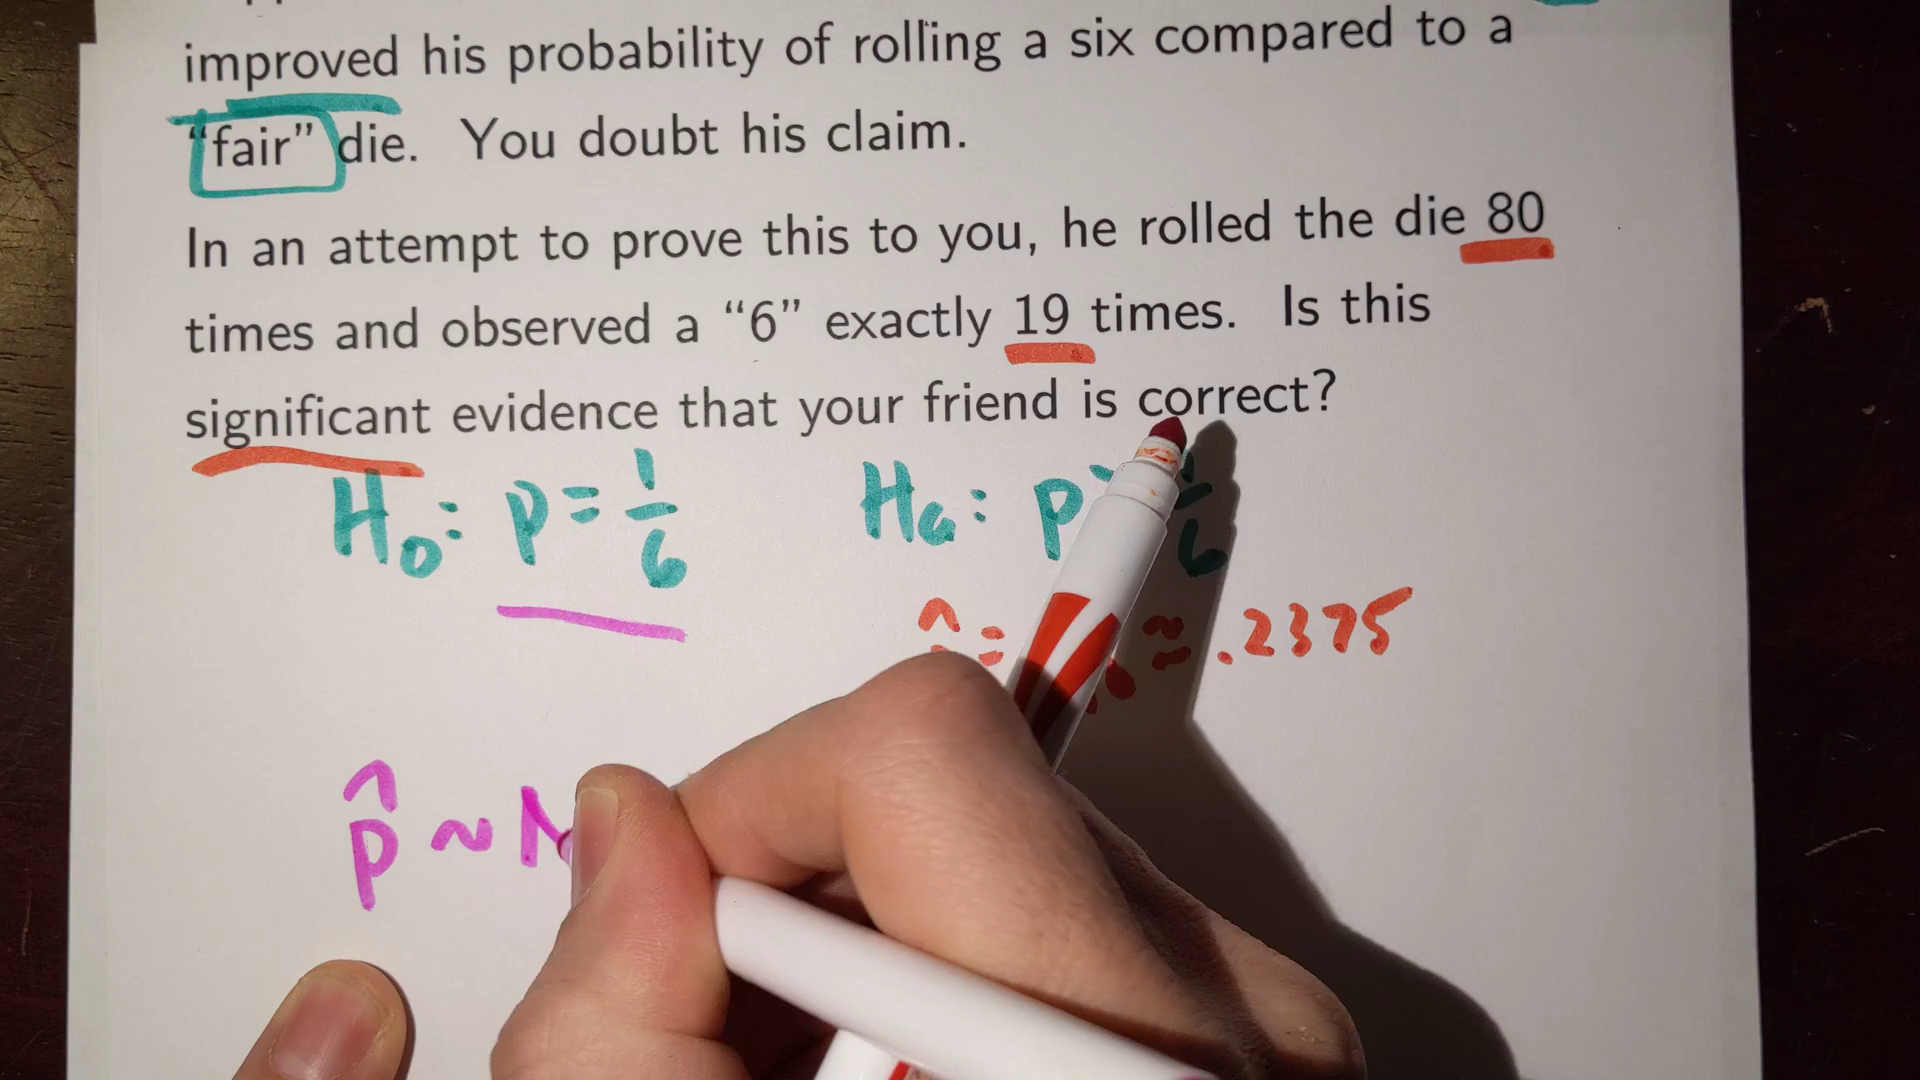 improved his probability of rolling a six compared to a
“fair” die. You doubt his claim.
In an attempt to prove this to you, he rolled the die 80
times and observed a “6” exactly 19 times. Is this
significant evidence that your friend is correct?
H₀: p = 1/6
Hₐ: p 1/6
^ = ≈ .2375
p̂ ~ N